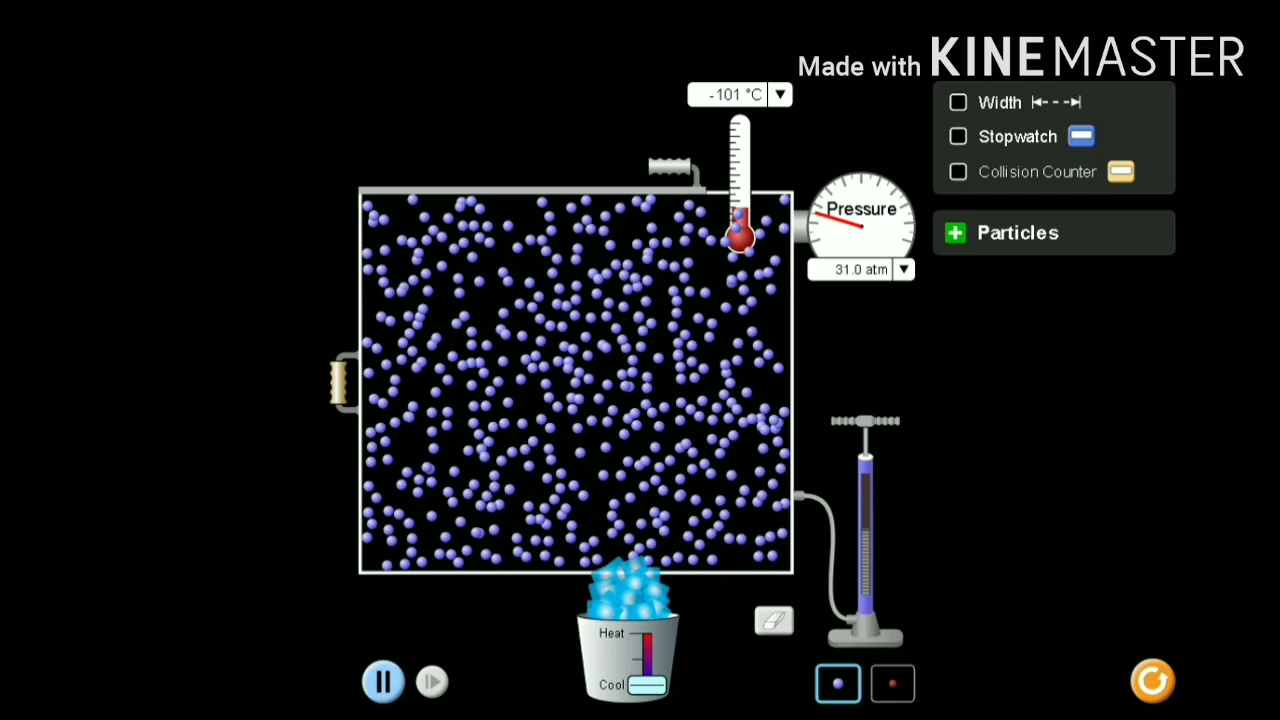 Made with KINEMASTER
-101 °C
Width
Stopwatch
Collision Counter
Pressure
Particles
31.0 atm
Heat
Cool